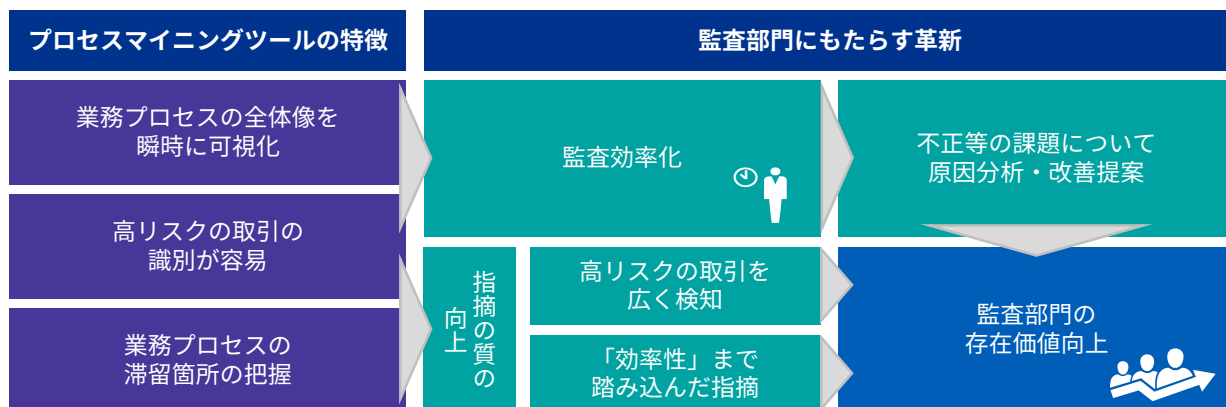 プロセスマイニングツールの特徴
監査部門にもたらす革新
業務プロセスの全体像を
瞬時に可視化
高リスクの取引の
識別が容易
業務プロセスの
滞留箇所の把握
監査効率化
不正等の課題について
原因分析・改善提案
指摘の質の
向上
高リスクの取引を
広く検知
「効率性」まで
踏み込んだ指摘
監査部門の
存在価値向上